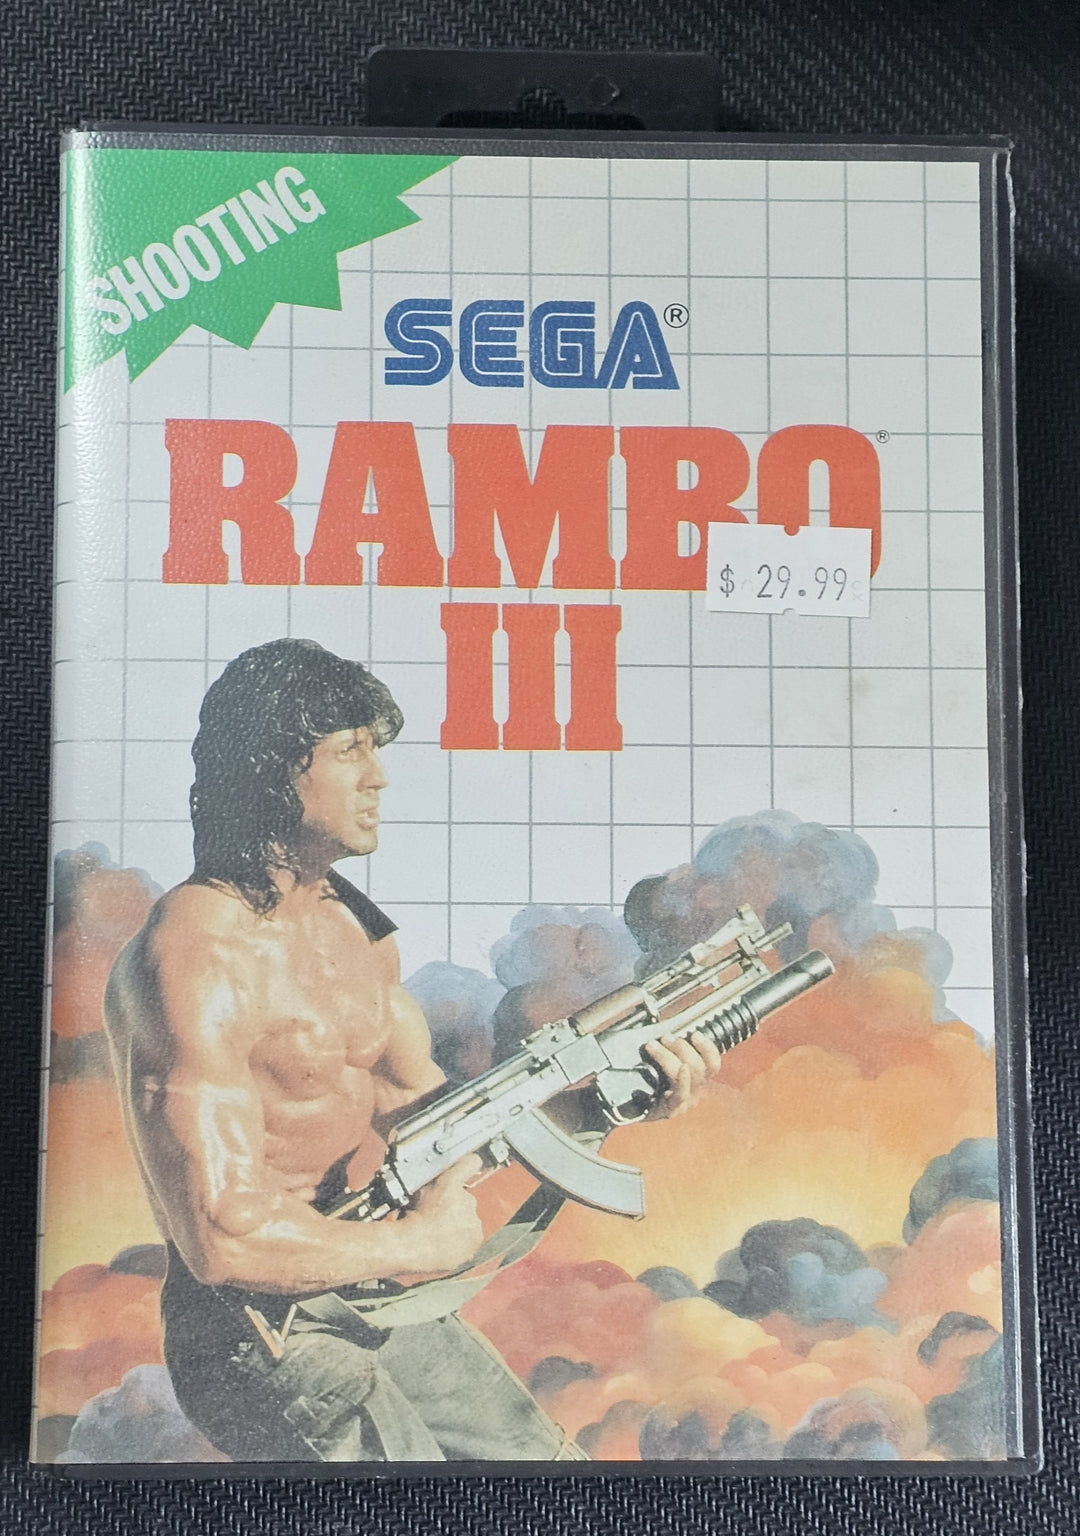 SHOOTING
SEGA®
RAMBO®
$ 29.99
III